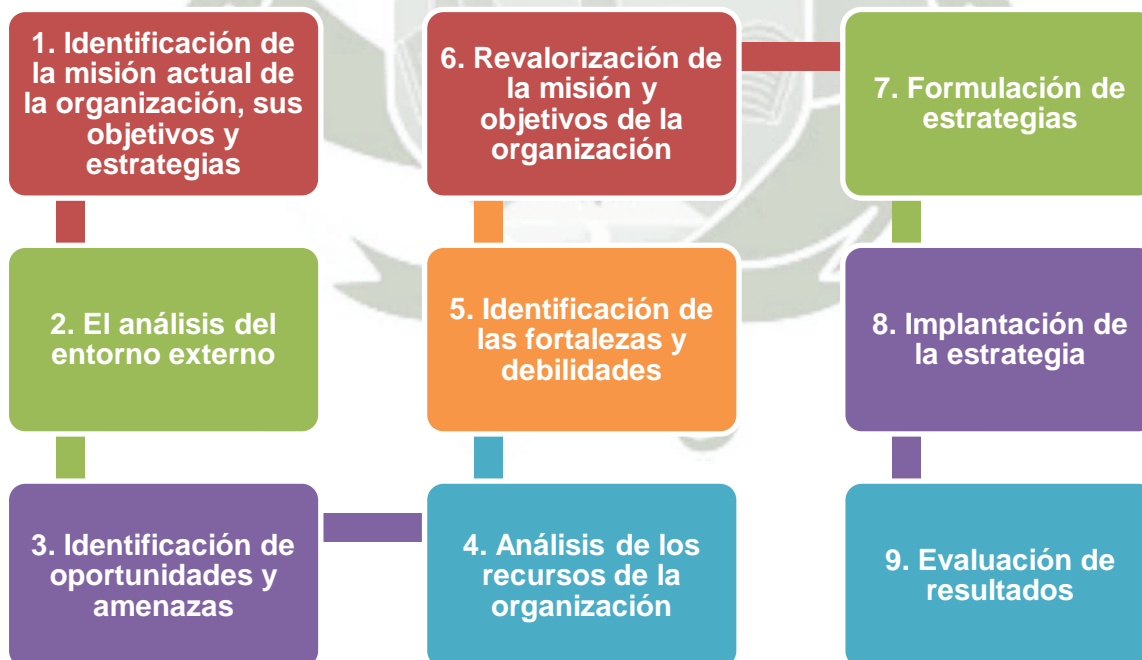 1. Identificación de
la misión actual de
la organización, sus
objetivos y
estrategias
2. El análisis del
entorno externo
3. Identificación de
oportunidades y
amenazas
4. Análisis de los
recursos de la
organización
5. Identificación de
las fortalezas y
debilidades
6. Revalorización de
la misión y
objetivos de la
organización
7. Formulación de
estrategias
8. Implantación de
la estrategia
9. Evaluación de
resultados